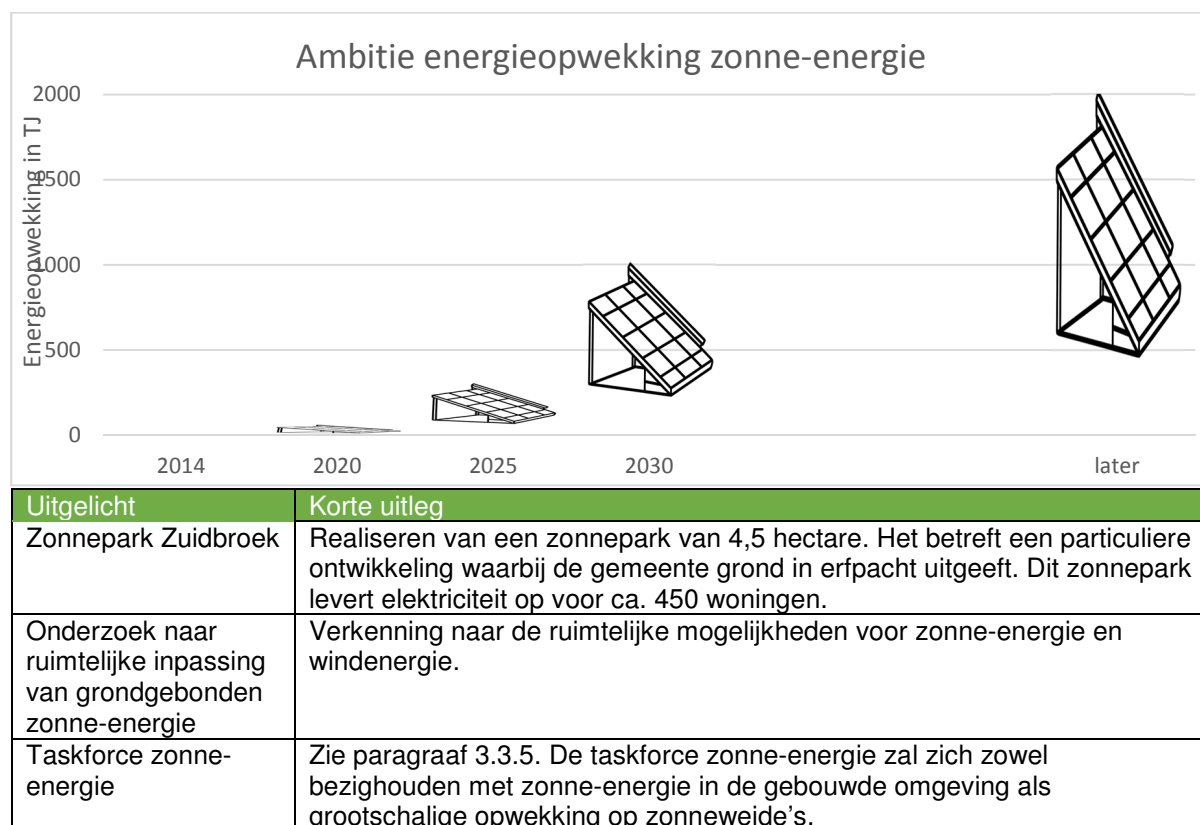 Ambitie energieopwekking zonne-energie
Energieopwekking in TJ
2000
1500
1000
500
0
2014 2020 2025 2030 later
Uitgelicht Korte uitleg
Zonnepark Zuidbroek
Realiseren van een zonnepark van 4,5 hectare. Het betreft een particuliere
ontwikkeling waarbij de gemeente grond in erfpacht uitgeeft. Dit zonnepark
levert elektriciteit op voor ca. 450 woningen.
Onderzoek naar
ruimtelijke inpassing
van grondgebonden
zonne-energie
Verkenning naar de ruimtelijke mogelijkheden voor zonne-energie en
windenergie.
Taskforce zonne-
energie
Zie paragraaf 3.3.5. De taskforce zonne-energie zal zich zowel
bezighouden met zonne-energie in de gebouwde omgeving als
grootschalige opwekking op zonneweide's.